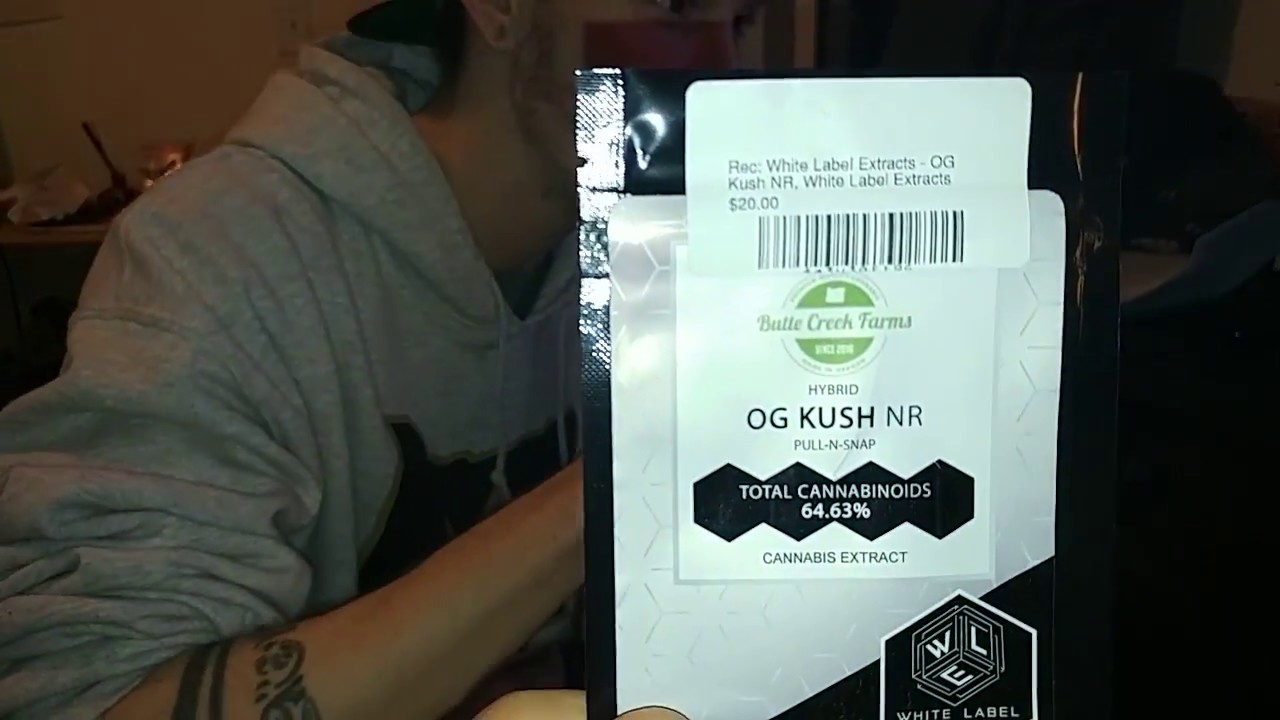 Rec: White Label Extracts - OG
Kush NR, White Label Extracts
$20.00
Butte Creek Farms
SINCE 2016
HYBRID
OG KUSH NR
PULL-N-SNAP
TOTAL CANNABINOIDS
64.63%
CANNABIS EXTRACT
W L
E
WHITE LABEL